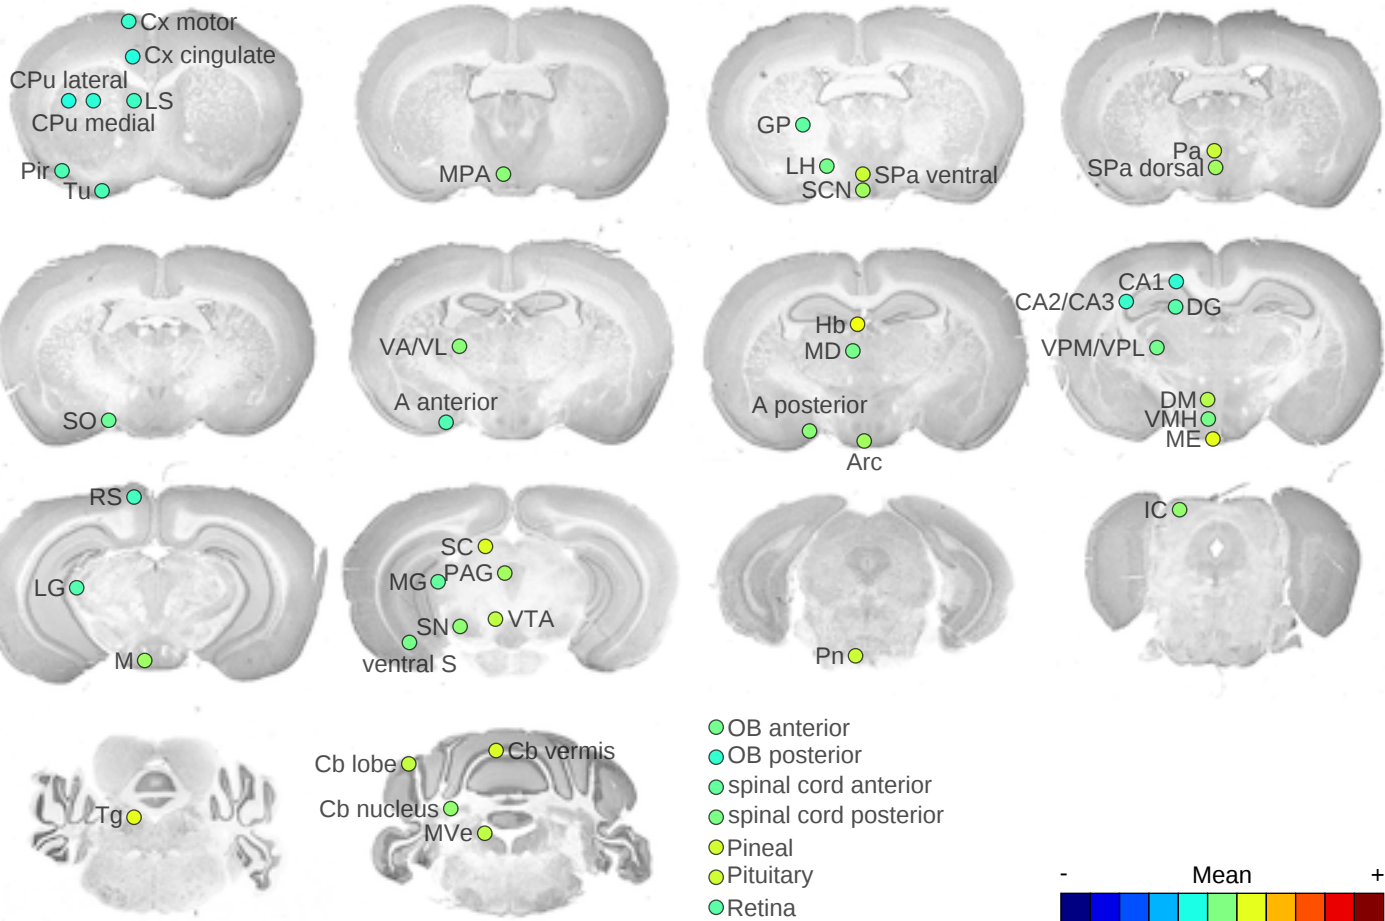 Cx motor
Cx cingulate
CPu lateral
LS
CPu medial
Pir
Tu
MPA
GP
LH
SPa ventral
SCN
Pa
SPa dorsal
SO
VA/VL
A anterior
Hb
MD
A posterior
Arc
CA1
CA2/CA3
DG
VPM/VPL
DM
VMH
ME
RS
LG
M
SC
PAG
MG
VTA
SN
ventral S
Pn
IC
Tg
Cb vermis
Cb lobe
Cb nucleus
MVe
OB anterior
OB posterior
spinal cord anterior
spinal cord posterior
Pineal
Pituitary
Retina
- Mean +